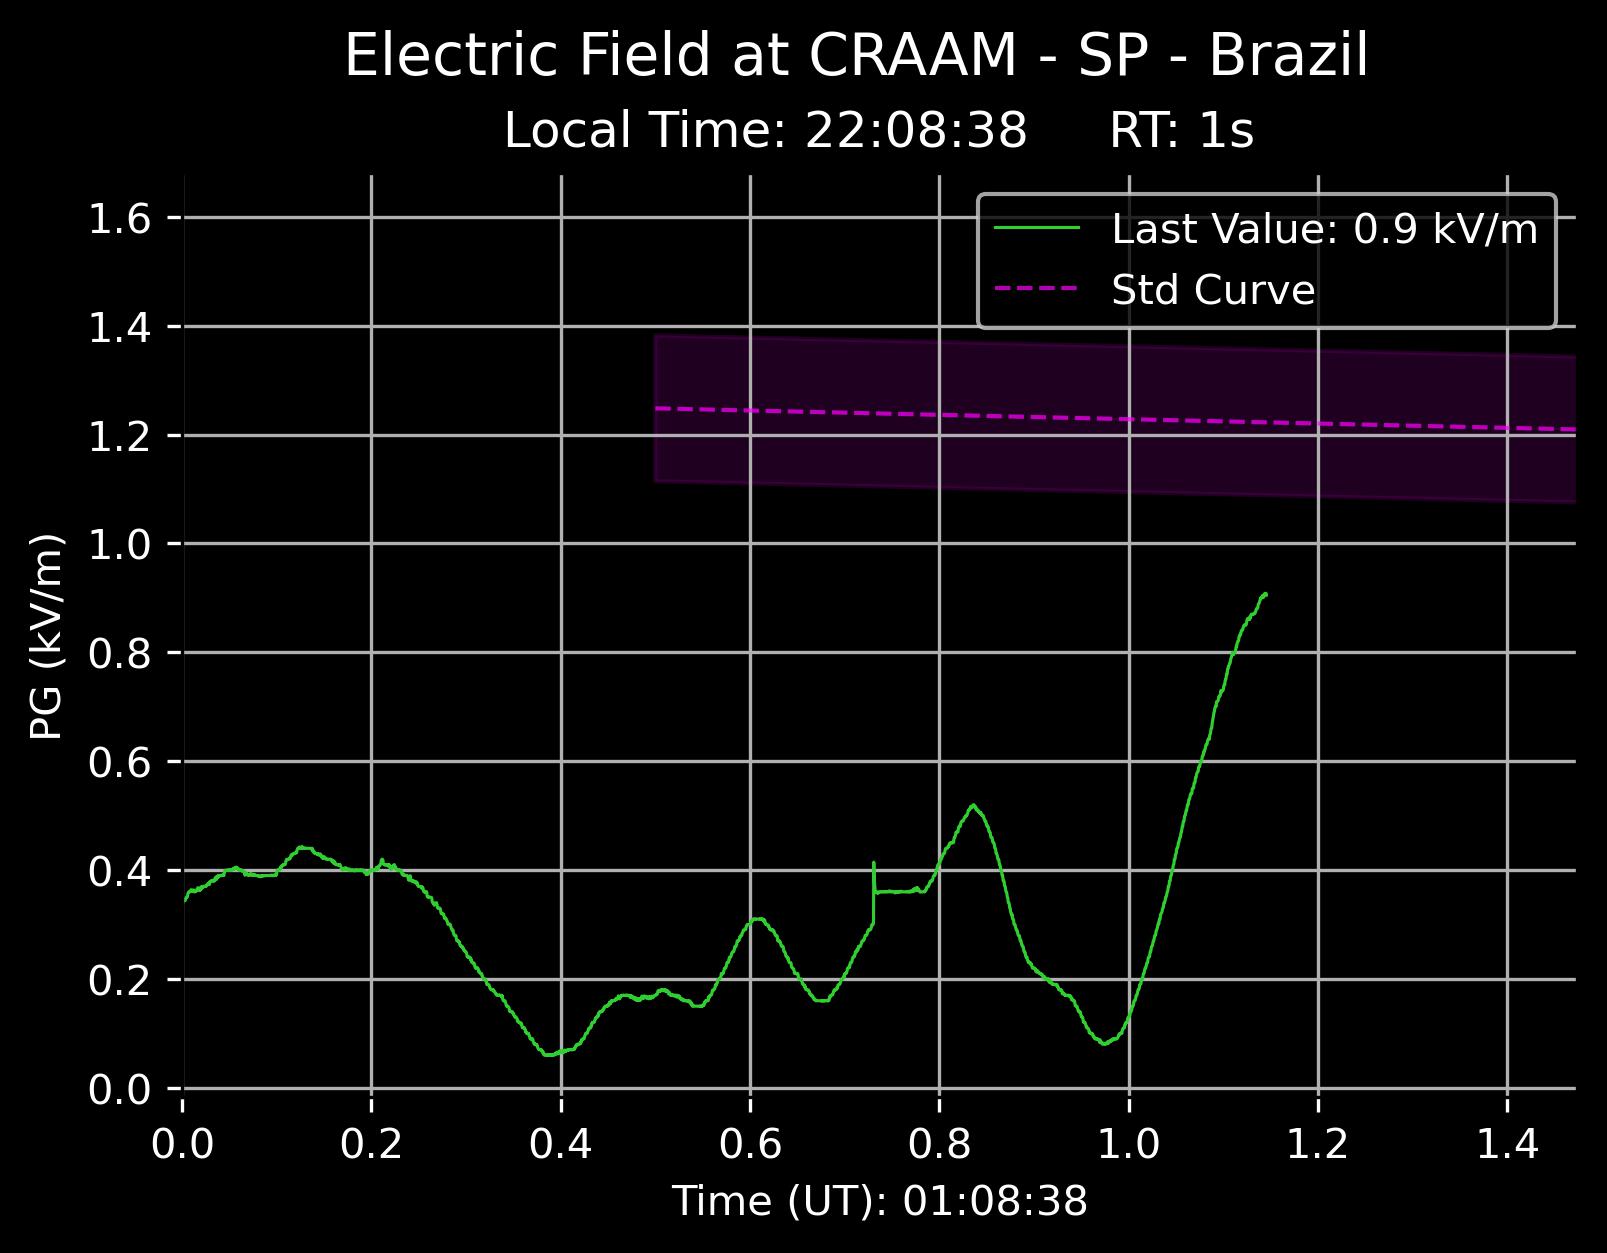 Electric Field at CRAAM - SP - Brazil
Local Time: 22:08:38 RT: 1s
Last Value: 0.9 kV/m
Std Curve
PG (kV/m)
1.6
1.4
1.2
1.0
0.8
0.6
0.4
0.2
0.0
0.0 0.2 0.4 0.6 0.8 1.0 1.2 1.4
Time (UT): 01:08:38